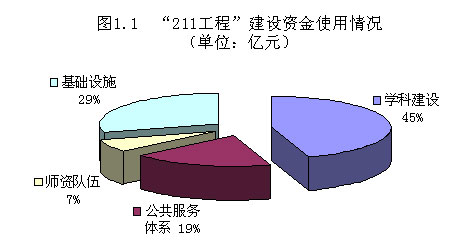 图1.1 “211工程”建设资金使用情况
（单位：亿元）
基础设施
29%
学科建设
45%
师资队伍
7%
公共服务
体系 19%